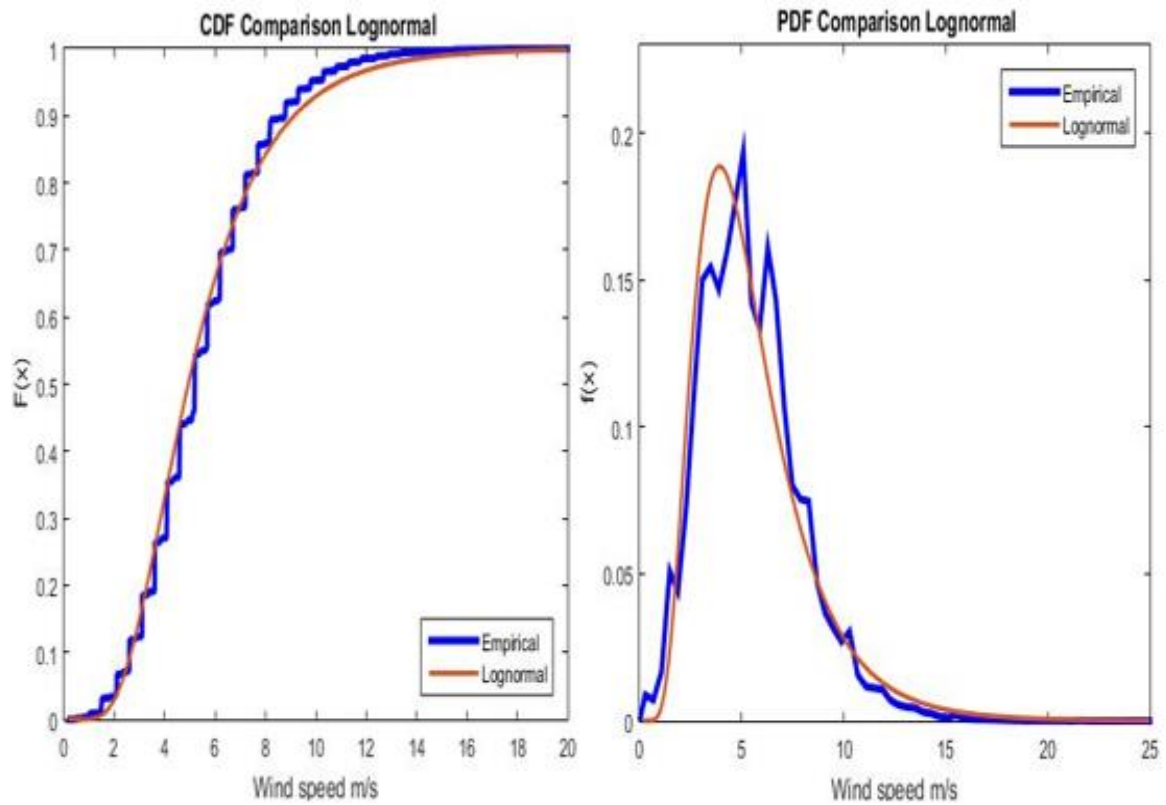 CDF Comparison Lognormal
1
0.9
0.8
0.7
0.6
0.5
0.4
0.3
0.2
0.1
0
F(x)
Empirical
Lognormal
0 2 4 6 8 10 12 14 16 18 20
Wind speed m/s
PDF Comparison Lognormal
0.2
0.15
0.1
0.05
0
f(x)
Empirical
Lognormal
0 5 10 15 20 25
Wind speed m/s